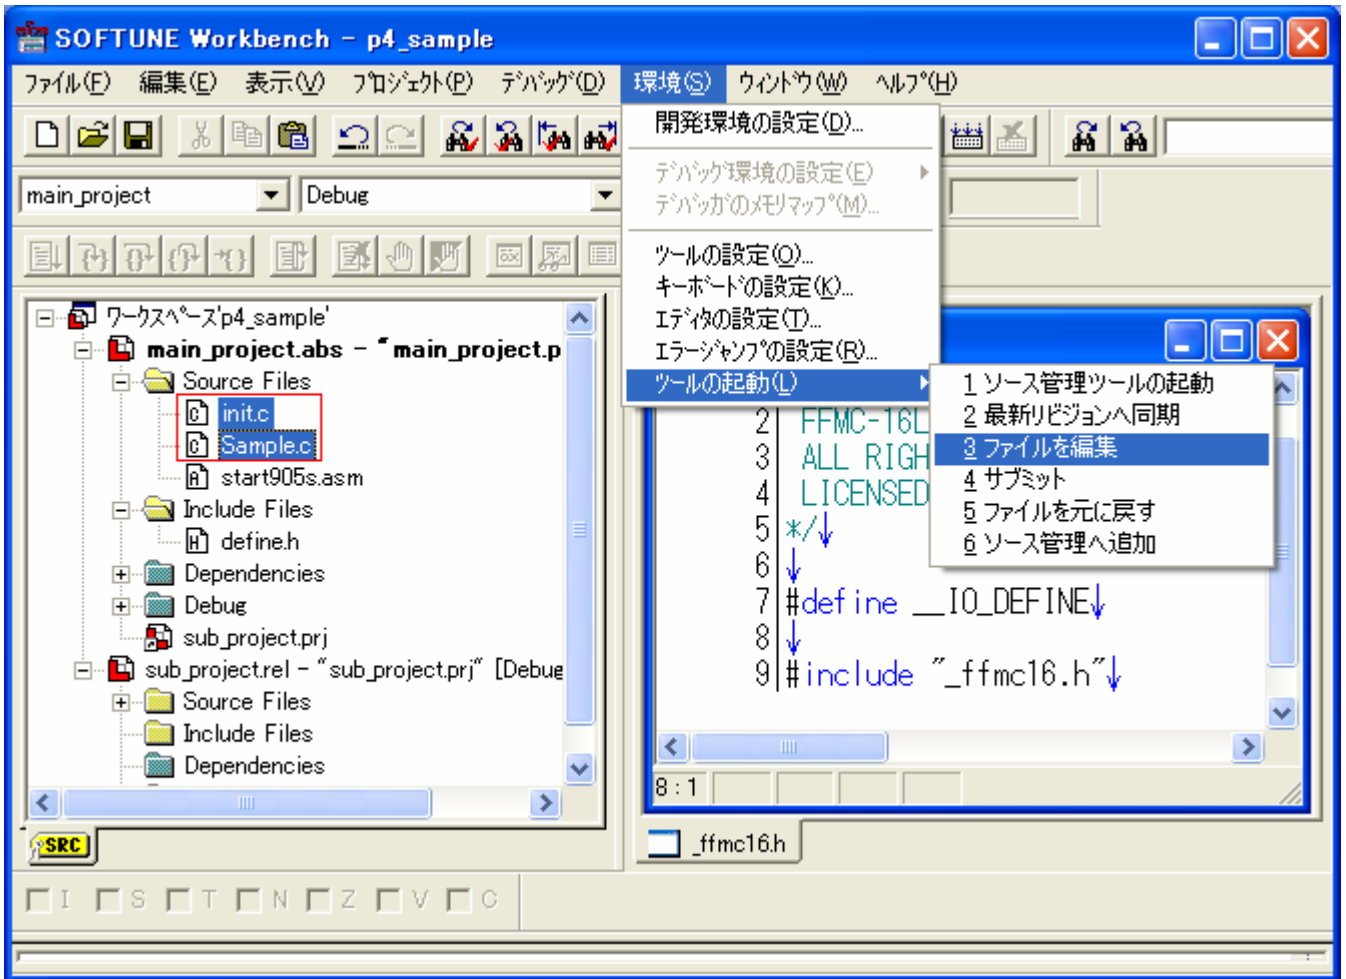 SOFTUNE Workbench - p4_sample
ファイル(F) 編集(E) 表示(V) プロジェクト(P) デバッグ(D) 環境(S) ウィンドウ(W) ヘルプ(H)
main_project Debug
開発環境の設定(D)...
デバッグ環境の設定(E)
デバッガのメモリマップ(M)...
ツールの設定(O)...
キーボードの設定(K)...
エディタの設定(T)...
エラージャンプの設定(R)...
ツールの起動(L)
1 ソース管理ツールの起動
2 最新リビジョンへ同期
3 ファイルを編集
4 サブミット
5 ファイルを元に戻す
6 ソース管理へ追加
ワークスペース'p4_sample'
main_project.abs - "main_project.p
Source Files
init.c
Sample.c
start905s.asm
Include Files
define.h
Dependencies
Debug
sub_project.prj
sub_project.rel - "sub_project.prj" [Debug
Source Files
Include Files
Dependencies
SRC
2 FFMC-16L
3 ALL RIGH
4 LICENSED
5 */↓
6 ↓
7 #define __IO_DEFINE↓
8 ↓
9 #include "_ffmc16.h"↓
8:1
_ffmc16.h
I S T N Z V C